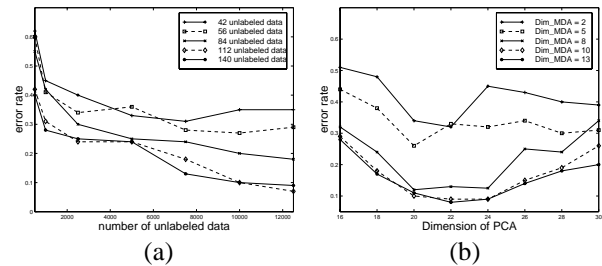 42 unlabeled data
56 unlabeled data
84 unlabeled data
112 unlabeled data
140 unlabeled data
error rate
0.6
0.5
0.4
0.3
0.2
0.1
0
2000 4000 6000 8000 10000 12000
number of unlabeled data
(a)
Dim_MDA = 2
Dim_MDA = 5
Dim_MDA = 8
Dim_MDA = 10
Dim_MDA = 13
error rate
0.5
0.4
0.3
0.2
0.1
16 18 20 22 24 26 28 30
Dimension of PCA
(b)